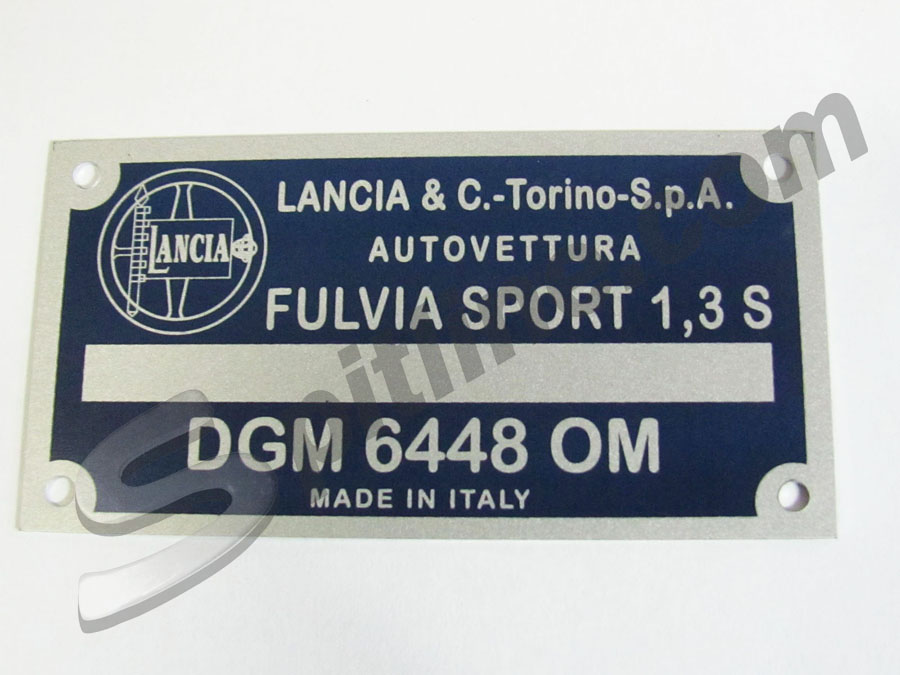 LANCIA
LANCIA & C.-Torino-S.p.A.
AUTOVETTURA
FULVIA SPORT 1,3 S
DGM 6448 OM
MADE IN ITALY